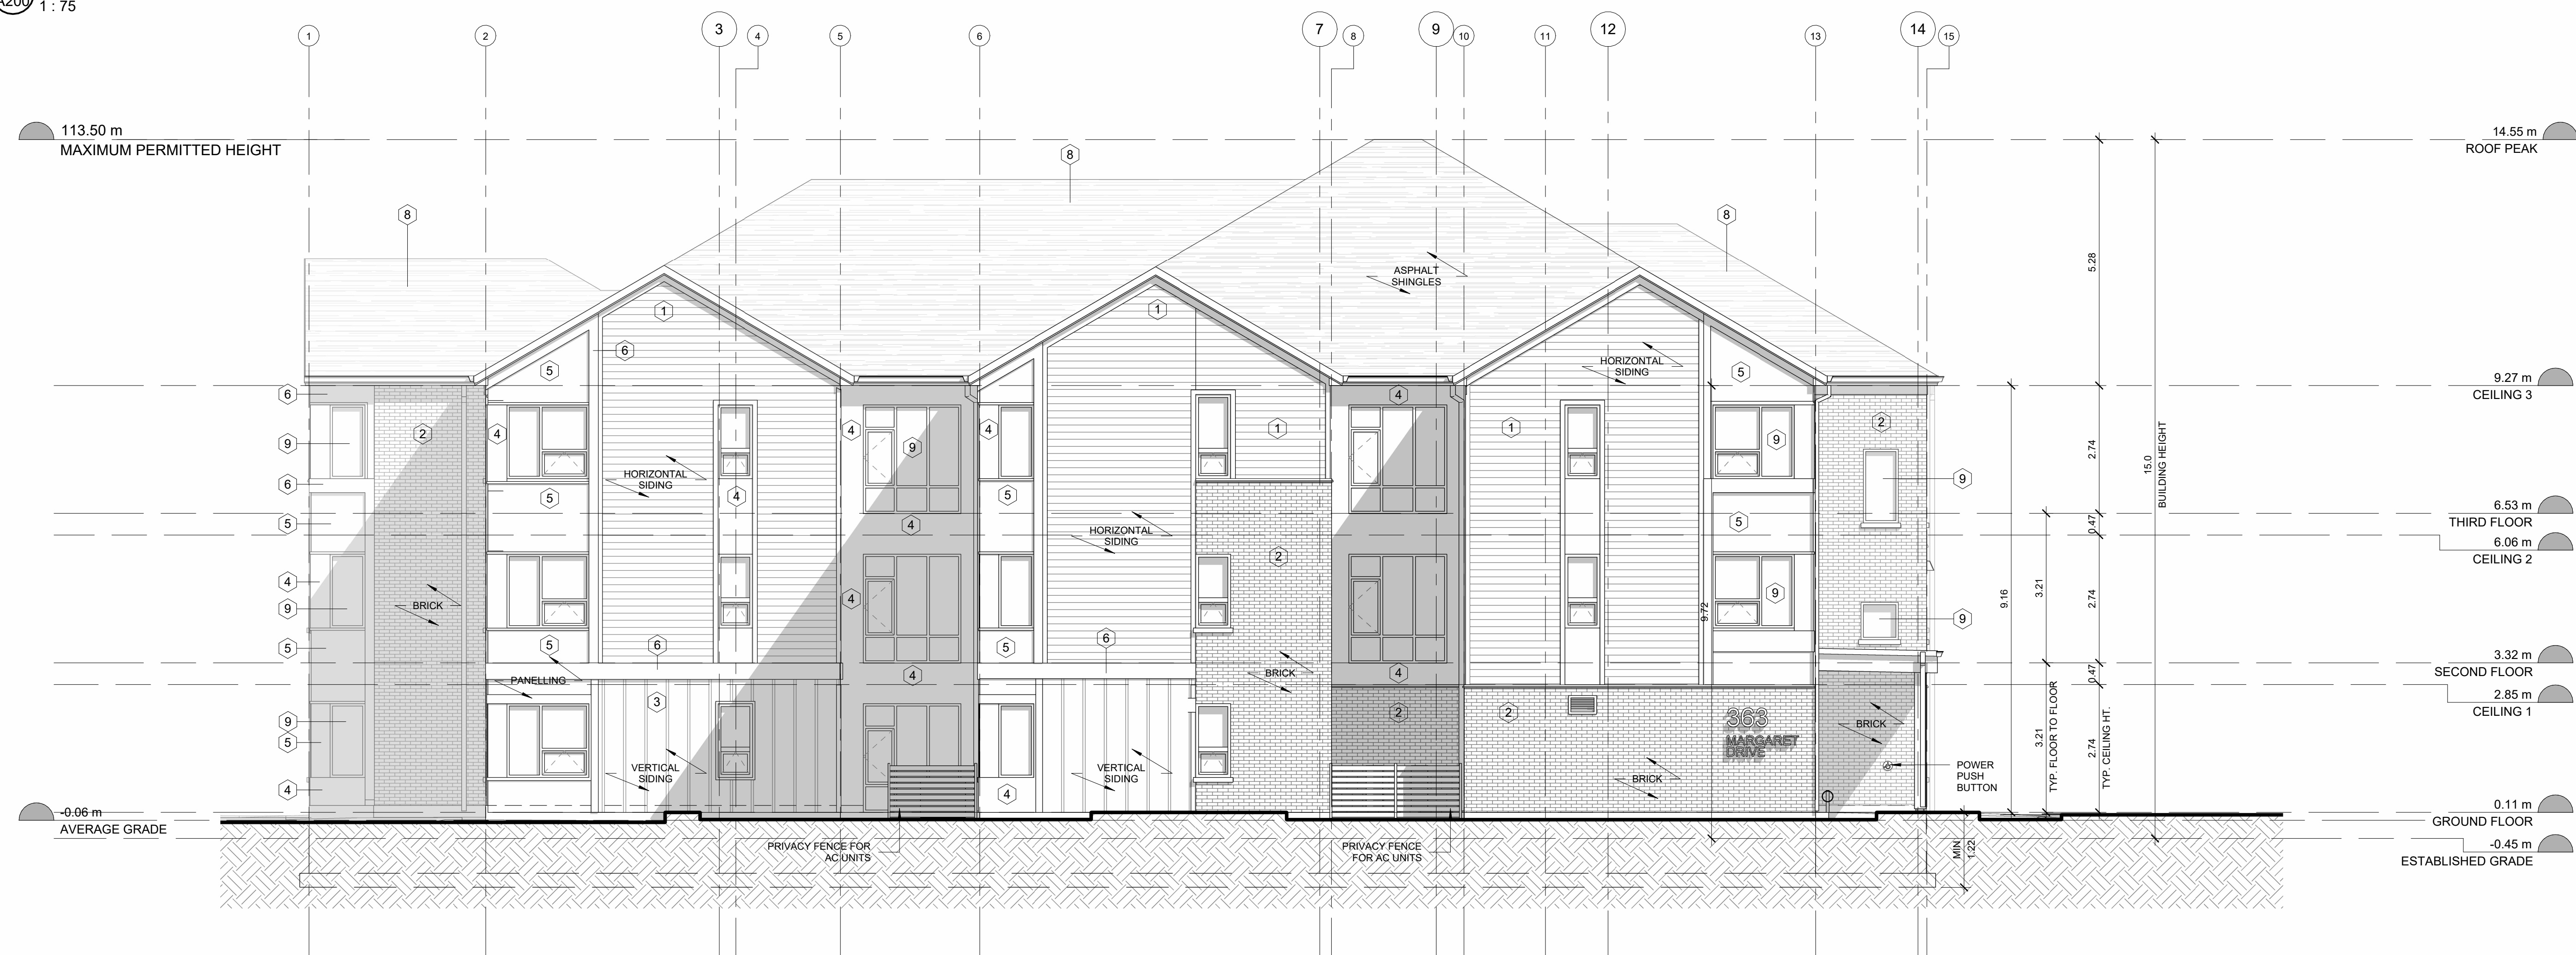 A200
1 : 75
1
2
3
4
5
6
7
8
9
10
11
12
13
14
15
113.50 m
MAXIMUM PERMITTED HEIGHT
14.55 m
ROOF PEAK
8
8
8
ASPHALT
SHINGLES
5.28
1
1
6
5
HORIZONTAL
SIDING
5
9.27 m
CEILING 3
6
4
2
9
2
4
4
9
4
1
1
9
HORIZONTAL
SIDING
2.74
15.0
BUILDING HEIGHT
6
5
4
5
9
5
4
5
6.53 m
THIRD FLOOR
0.47
HORIZONTAL
SIDING
2
6.06 m
CEILING 2
4
9
BRICK
4
9
9.72
9.16
3.21
2.74
9
5
5
6
5
6
3.32 m
SECOND FLOOR
BRICK
4
4
0.47
PANELLING
3
2.85 m
CEILING 1
9
5
2
2
363
MARGARET
DRIVE
BRICK
3.21
TYP. FLOOR TO FLOOR
2.74
TYP. CEILING HT.
VERTICAL
SIDING
VERTICAL
SIDING
BRICK
POWER
PUSH
BUTTON
4
4
-0.06 m
AVERAGE GRADE
0.11 m
GROUND FLOOR
PRIVACY FENCE FOR
AC UNITS
PRIVACY FENCE
FOR AC UNITS
MIN
1.22
-0.45 m
ESTABLISHED GRADE